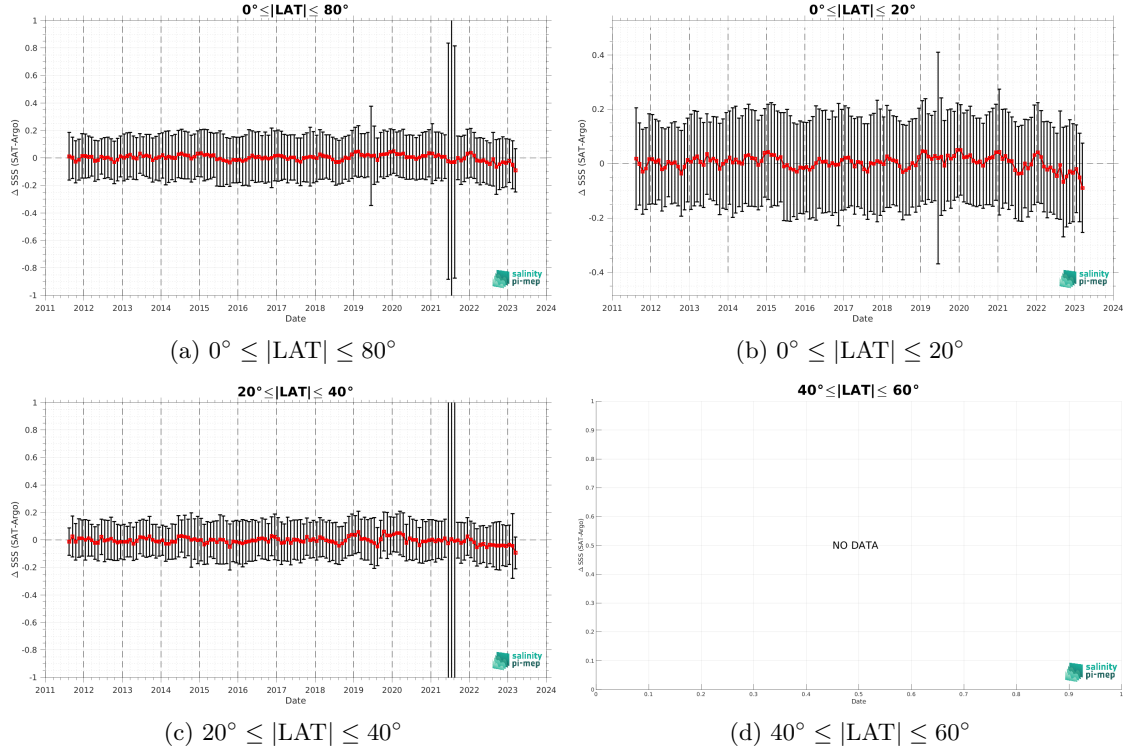 0°≤|LAT|≤ 80°
1
0.8
0.6
0.4
0.2
0
-0.2
-0.4
-0.6
-0.8
-1
Δ SSS (SAT-Argo)
2011 2012 2013 2014 2015 2016 2017 2018 2019 2020 2021 2022 2023 2024
Date
salinity
pi-mep
(a) 0° ≤ |LAT| ≤ 80°
0°≤|LAT|≤ 20°
0.4
0.2
0
-0.2
-0.4
Δ SSS (SAT-Argo)
2011 2012 2013 2014 2015 2016 2017 2018 2019 2020 2021 2022 2023 2024
Date
salinity
pi-mep
(b) 0° ≤ |LAT| ≤ 20°
20°≤|LAT|≤ 40°
1
0.8
0.6
0.4
0.2
0
-0.2
-0.4
-0.6
-0.8
-1
Δ SSS (SAT-Argo)
2011 2012 2013 2014 2015 2016 2017 2018 2019 2020 2021 2022 2023 2024
Date
salinity
pi-mep
(c) 20° ≤ |LAT| ≤ 40°
40°≤|LAT|≤ 60°
1
0.9
0.8
0.7
0.6
0.5
0.4
0.3
0.2
0.1
0
Δ SSS (SAT-Argo)
NO DATA
0 0.1 0.2 0.3 0.4 0.5 0.6 0.7 0.8 0.9 1
Date
salinity
pi-mep
(d) 40° ≤ |LAT| ≤ 60°